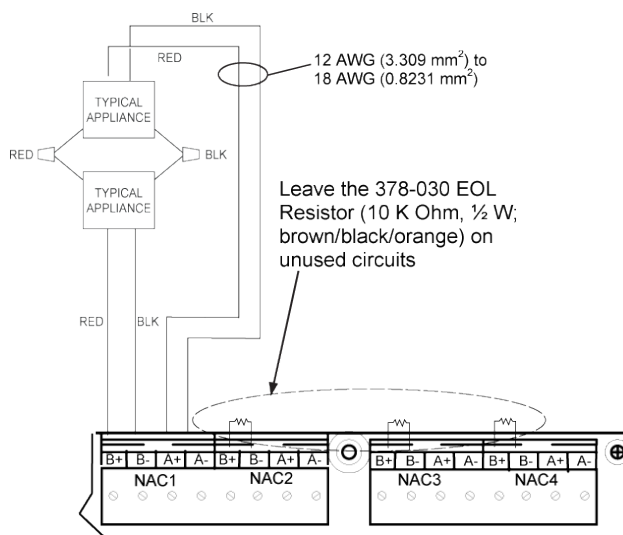 BLK
RED
12 AWG (3.309 mm²) to
18 AWG (0.8231 mm²)
TYPICAL
APPLIANCE
RED
BLK
TYPICAL
APPLIANCE
Leave the 378-030 EOL
Resistor (10 K Ohm, ½ W;
brown/black/orange) on
unused circuits
RED
BLK
B+ B- A+ A- B+ B- A+ A- B+ B- A+ A- B+ B- A+ A-
NAC1 NAC2 NAC3 NAC4